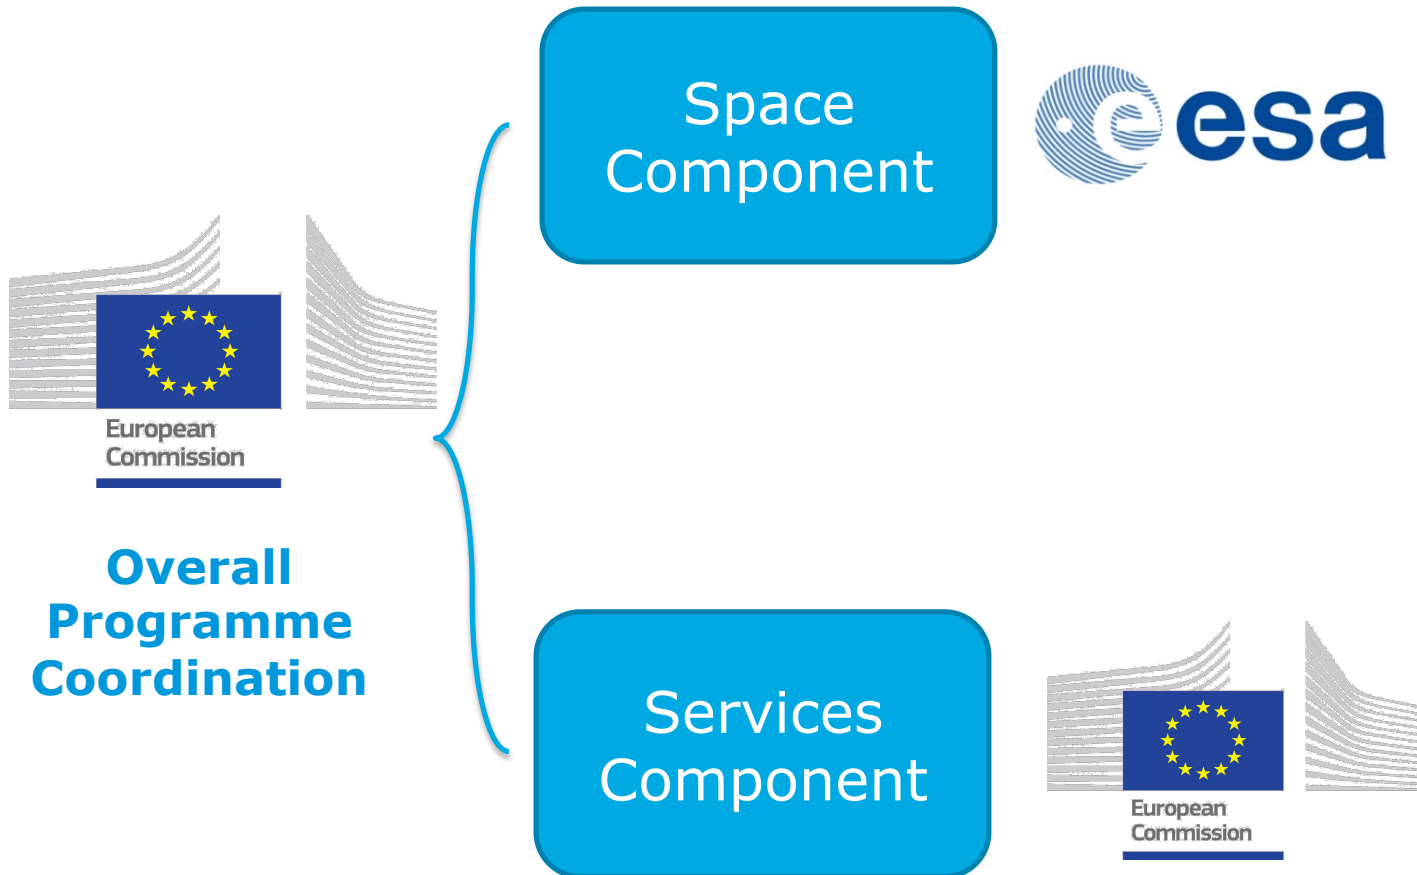 Space
Component
esa
European
Commission
Overall
Programme
Coordination
Services
Component
European
Commission